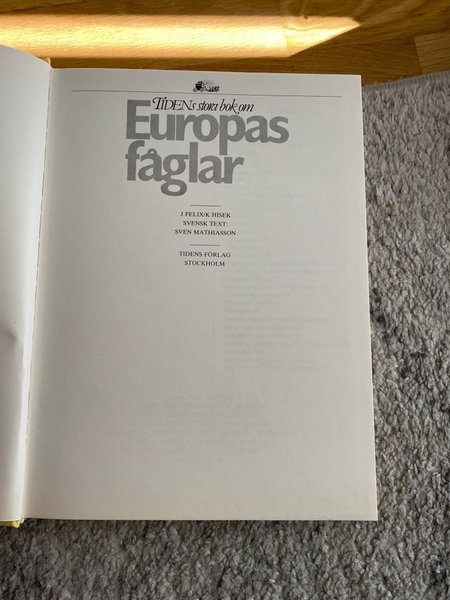 TIDENs stora bok om
Europas
fåglar
J FELIX/K HÍSEK
SVENSK TEXT:
SVEN MATHIASSON
TIDENS FÖRLAG
STOCKHOLM